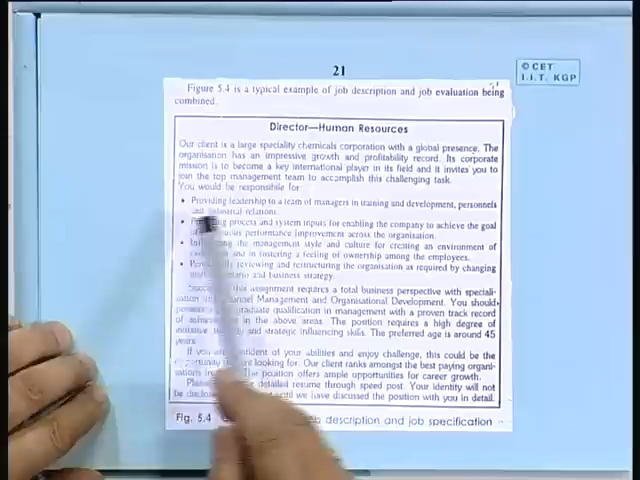 21
© CET
I.I.T. KGP
Figure 5.4 is a typical example of job description and job evaluation being
combined.
Director—Human Resources
Our client is a large speciality chemicals corporation with a global presence. The
organisation has an impressive growth and profitability record. Its corporate
mission is to become a key international player in its field and it invites you to
join the top management team to accomplish this challenging task.
You would be responsible for:
• Providing leadership to a team of managers in training and development, personnels
and industrial relations.
• process and system inputs for enabling the company to achieve the goal
performance improvement across the organisation.
• the management style and culture for creating an environment of
and in fostering a feeling of ownership among the employees.
• reviewing and restructuring the organisation as required by changing
and business strategy.
this assignment requires a total business perspective with speciali-
sation in Management and Organisational Development. You should
graduate qualification in management with a proven track record
of in the above areas. The position requires a high degree of
initiative and strategic influencing skills. The preferred age is around 45
years.
If you of your abilities and enjoy challenge, this could be the
looking for. Our client ranks amongst the best paying organi-
sations The position offers ample opportunities for career growth.
detailed resume through speed post. Your identity will not
be until we have discussed the position with you in detail.
Fig. 5.4 description and job specification